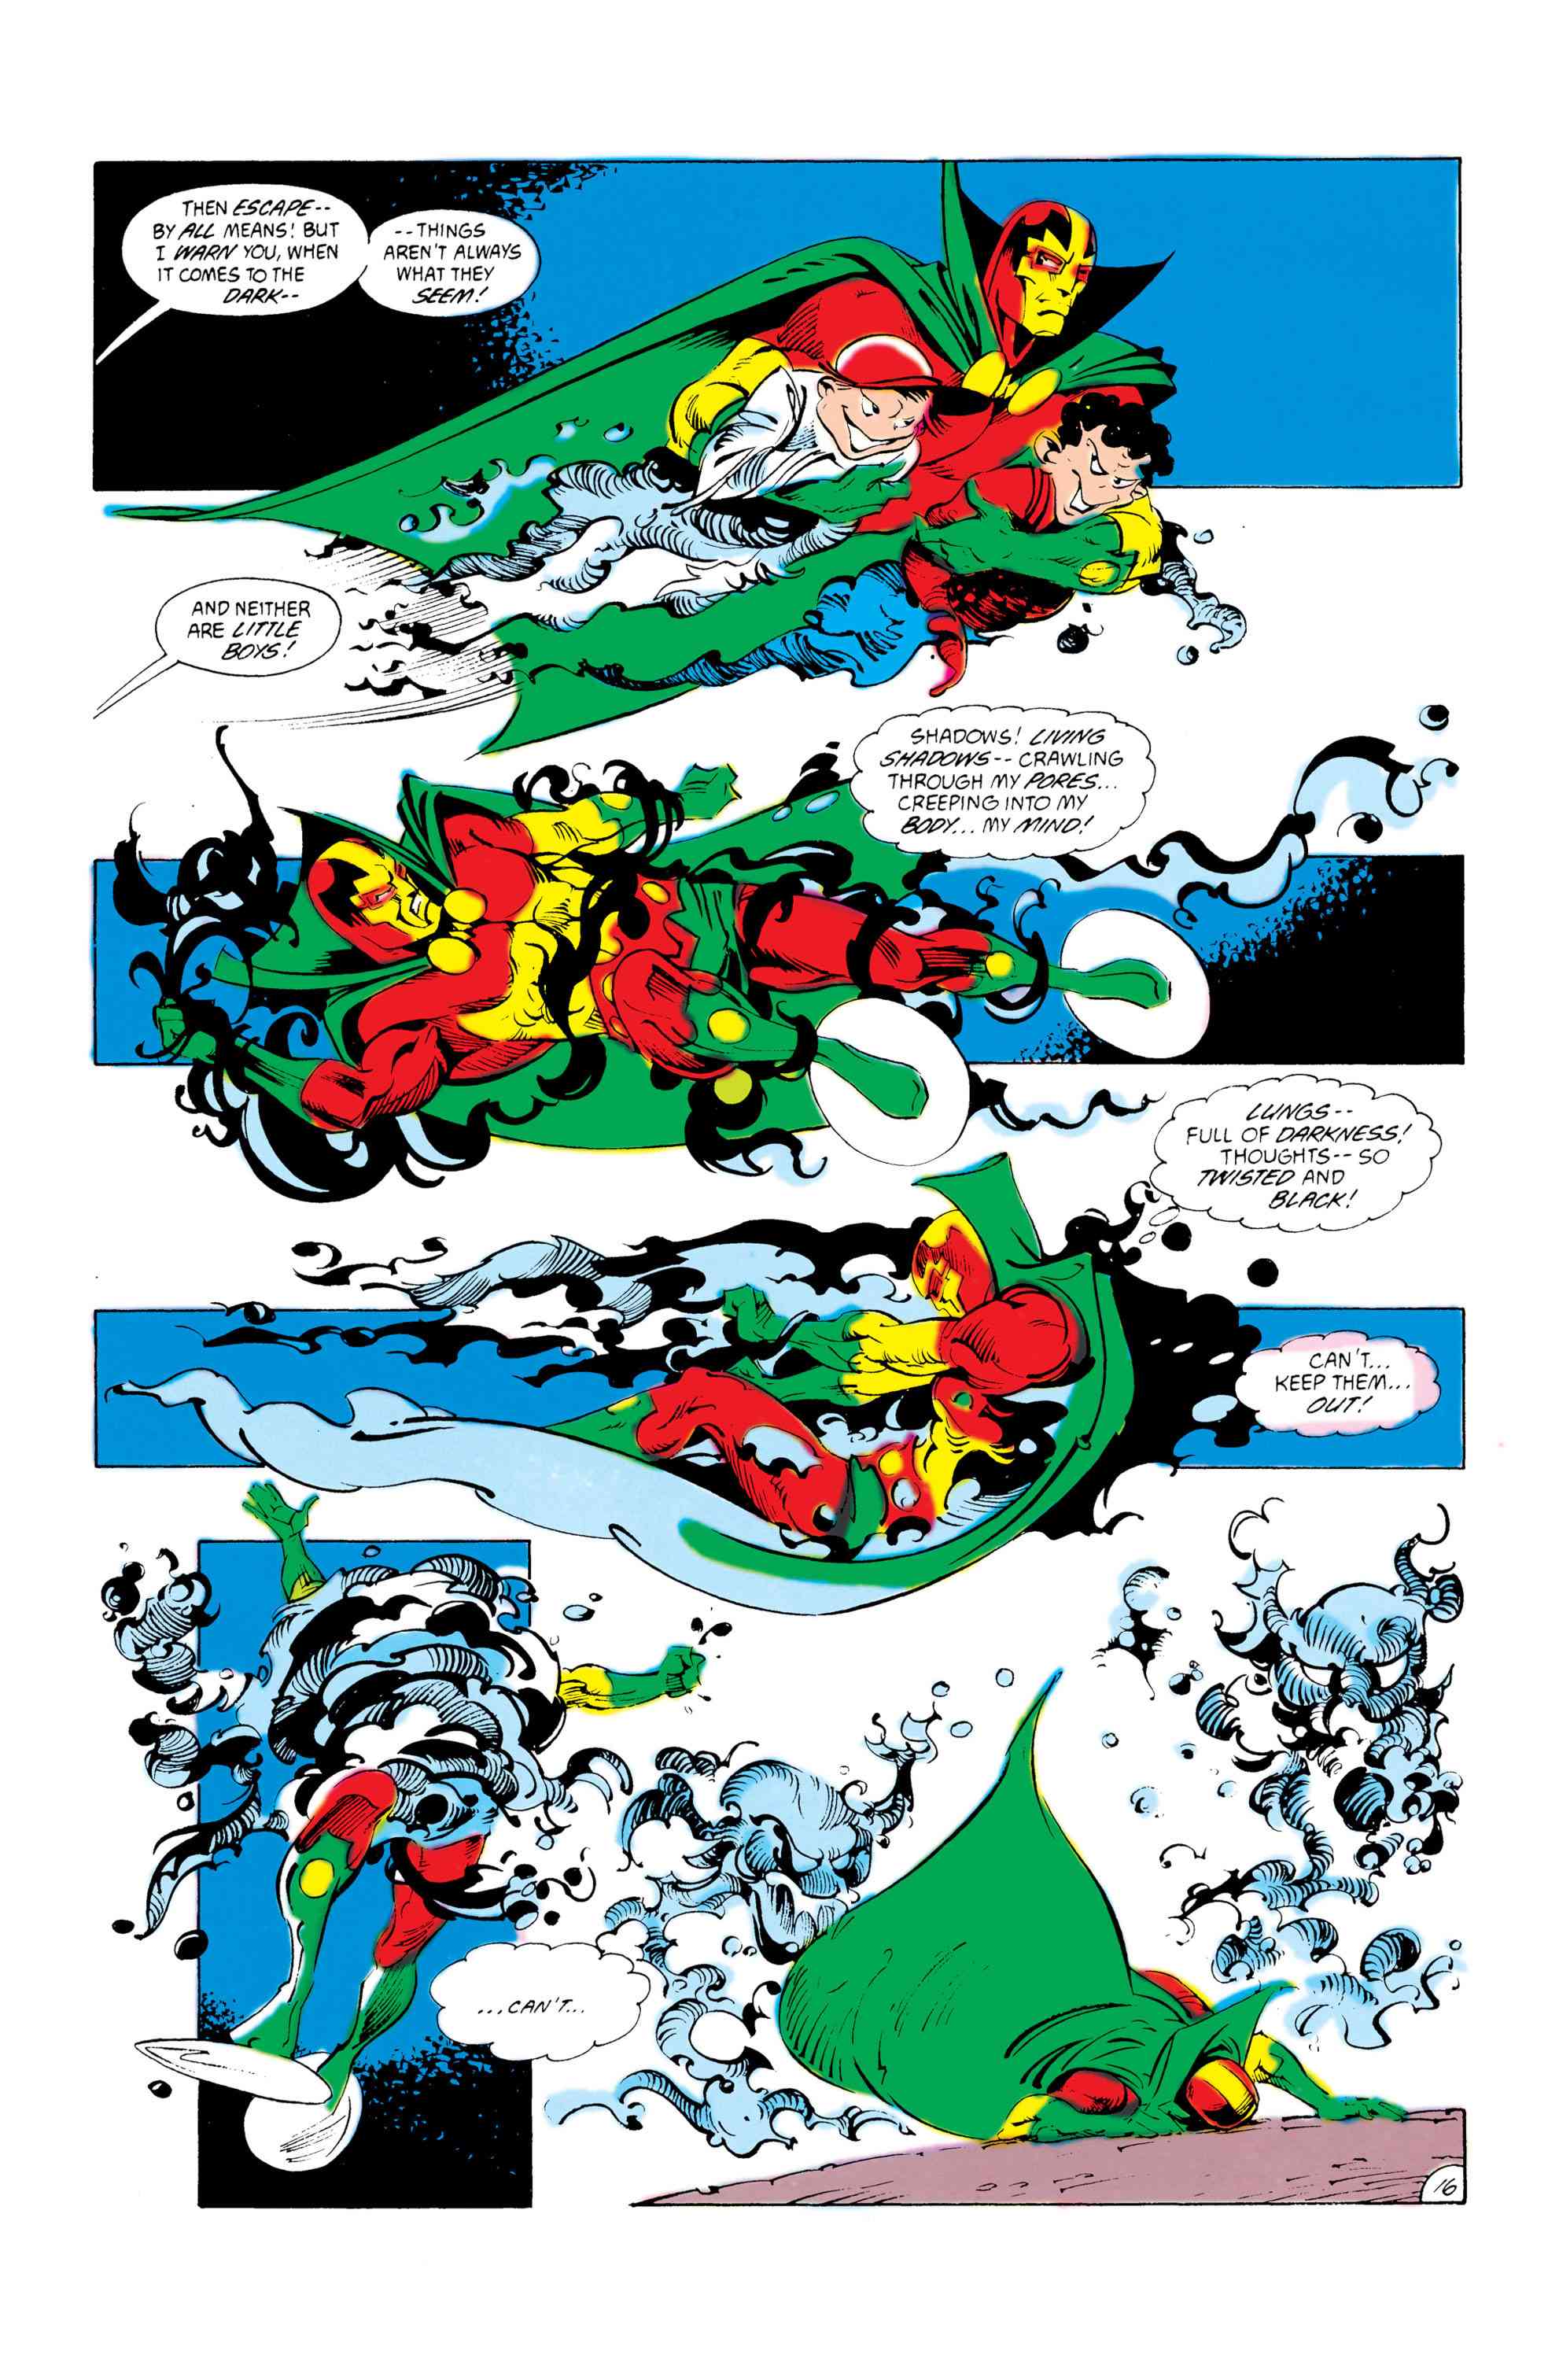 THEN ESCAPE--
BY ALL MEANS! BUT
I WARN YOU, WHEN
IT COMES TO THE
DARK--
--THINGS
AREN'T ALWAYS
WHAT THEY
SEEM!
AND NEITHER
ARE LITTLE
BOYS!
SHADOWS! LIVING
SHADOWS-- CRAWLING
THROUGH MY PORES...
CREEPING INTO MY
BODY... MY MIND!
LUNGS--
FULL OF DARKNESS!
THOUGHTS-- SO
TWISTED AND
BLACK!
CAN'T...
KEEP THEM...
OUT!
...CAN'T...
16